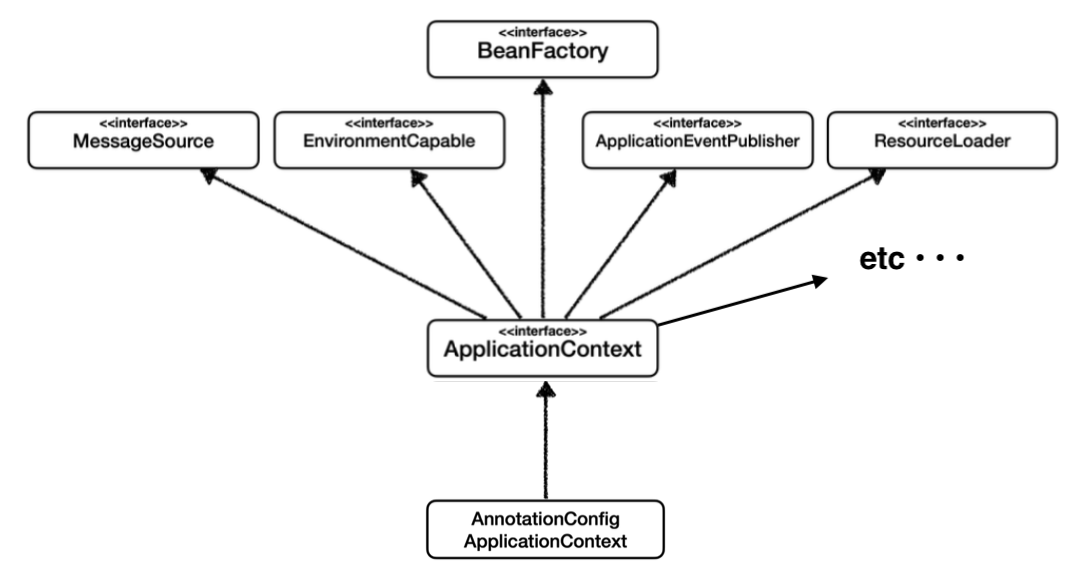 <<interface>>
BeanFactory
<<interface>>
MessageSource
<<interface>>
EnvironmentCapable
<<interface>>
ApplicationEventPublisher
<<interface>>
ResourceLoader
etc · · ·
<<interface>>
ApplicationContext
AnnotationConfig
ApplicationContext